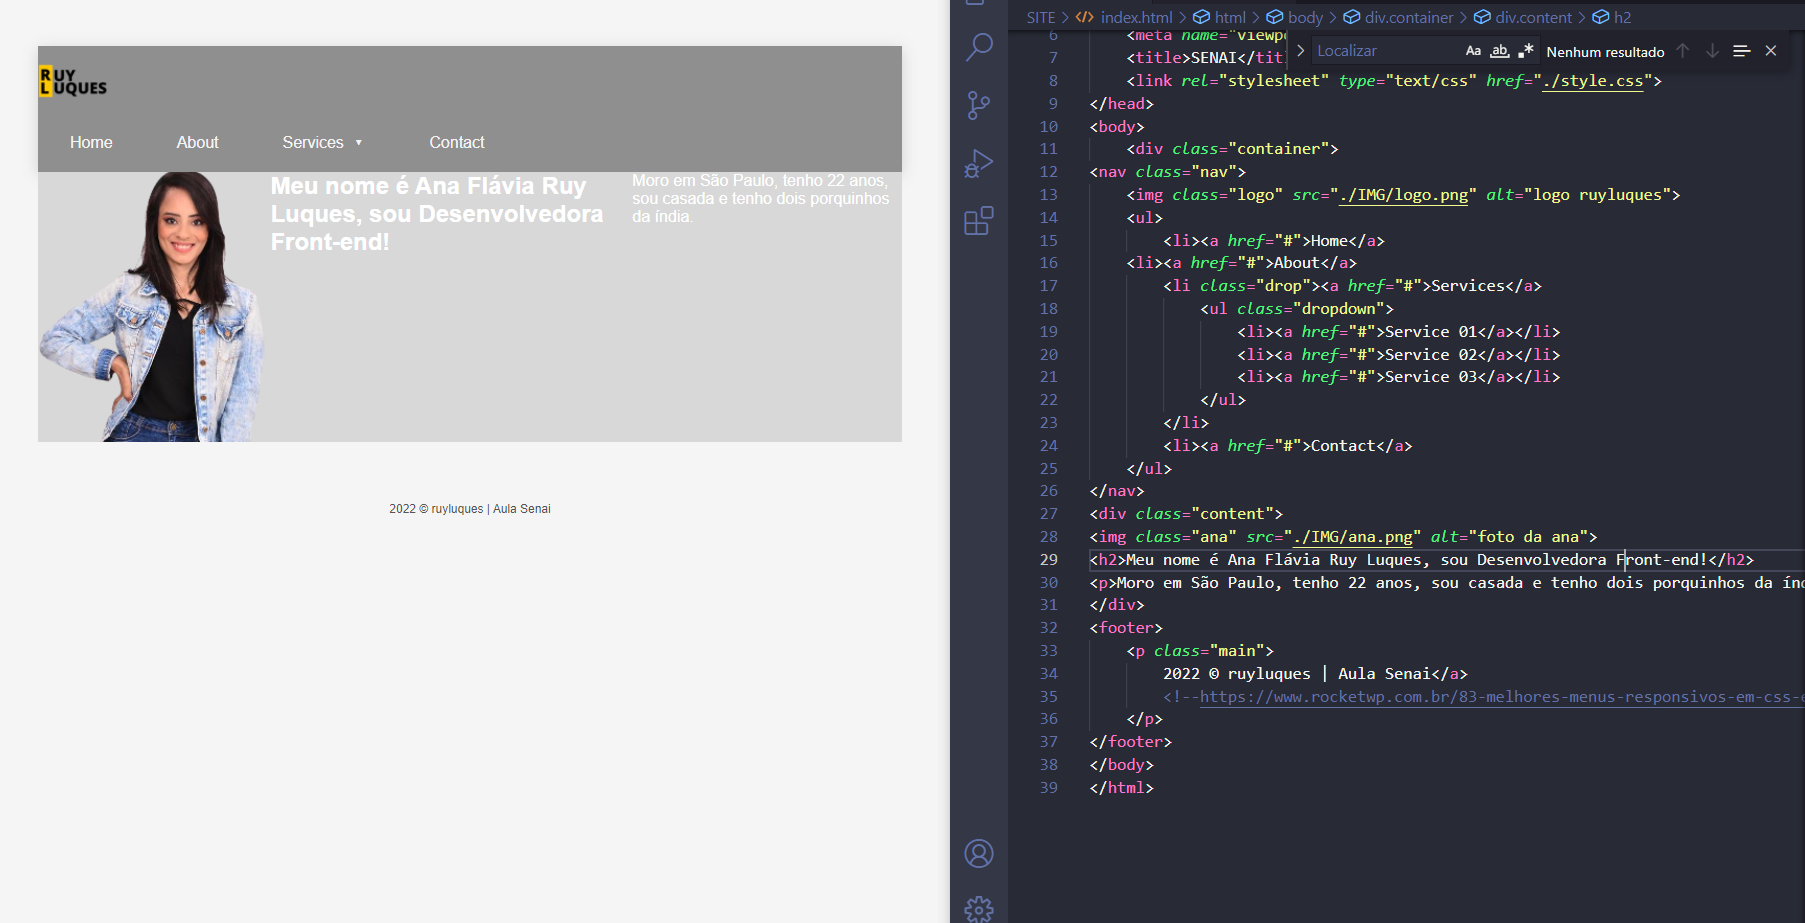 RUY
LUQUES
Home About Services ▼ Contact
Meu nome é Ana Flávia Ruy
Luques, sou Desenvolvedora
Front-end!
Moro em São Paulo, tenho 22 anos,
sou casada e tenho dois porquinhos
da índia.
2022 © ruyluques | Aula Senai
SITE > index.html > html > body > div.container > div.content > h2
Localizar Aa ab Nenhum resultado
6 <meta name="viewp
7 <title>SENAI</tit
8 <link rel="stylesheet" type="text/css" href="./style.css">
9 </head>
10 <body>
11 <div class="container">
12 <nav class="nav">
13 <img class="logo" src="./IMG/logo.png" alt="logo ruyluques">
14 <ul>
15 <li><a href="#">Home</a>
16 <li><a href="#">About</a>
17 <li class="drop"><a href="#">Services</a>
18 <ul class="dropdown">
19 <li><a href="#">Service 01</a></li>
20 <li><a href="#">Service 02</a></li>
21 <li><a href="#">Service 03</a></li>
22 </ul>
23 </li>
24 <li><a href="#">Contact</a>
25 </ul>
26 </nav>
27 <div class="content">
28 <img class="ana" src="./IMG/ana.png" alt="foto da ana">
29 <h2>Meu nome é Ana Flávia Ruy Luques, sou Desenvolvedora Front-end!</h2>
30 <p>Moro em São Paulo, tenho 22 anos, sou casada e tenho dois porquinhos da índ
31 </div>
32 <footer>
33 <p class="main">
34 2022 © ruyluques | Aula Senai</a>
35 <!--https://www.rocketwp.com.br/83-melhores-menus-responsivos-em-css-e
36 </p>
37 </footer>
38 </body>
39 </html>